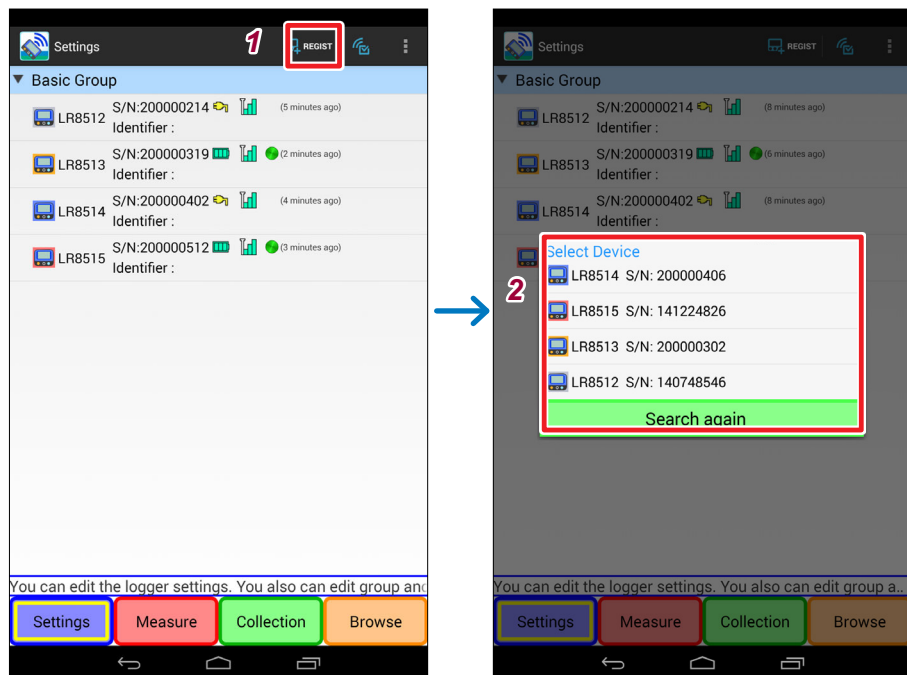 Settings
1
REGIST
Basic Group
LR8512
S/N:200000214
(5 minutes ago)
Identifier :
LR8513
S/N:200000319
(2 minutes ago)
Identifier :
LR8514
S/N:200000402
(4 minutes ago)
Identifier :
LR8515
S/N:200000512
(3 minutes ago)
Identifier :
You can edit the logger settings. You also can edit group and
Settings
Measure
Collection
Browse
Settings
REGIST
Basic Group
LR8512
S/N:200000214
(8 minutes ago)
Identifier :
LR8513
S/N:200000319
(6 minutes ago)
Identifier :
LR8514
S/N:200000402
(8 minutes ago)
Identifier :
2
Select Device
LR8514 S/N: 200000406
LR8515 S/N: 141224826
LR8513 S/N: 200000302
LR8512 S/N: 140748546
Search again
You can edit the logger settings. You also can edit group a..
Settings
Measure
Collection
Browse